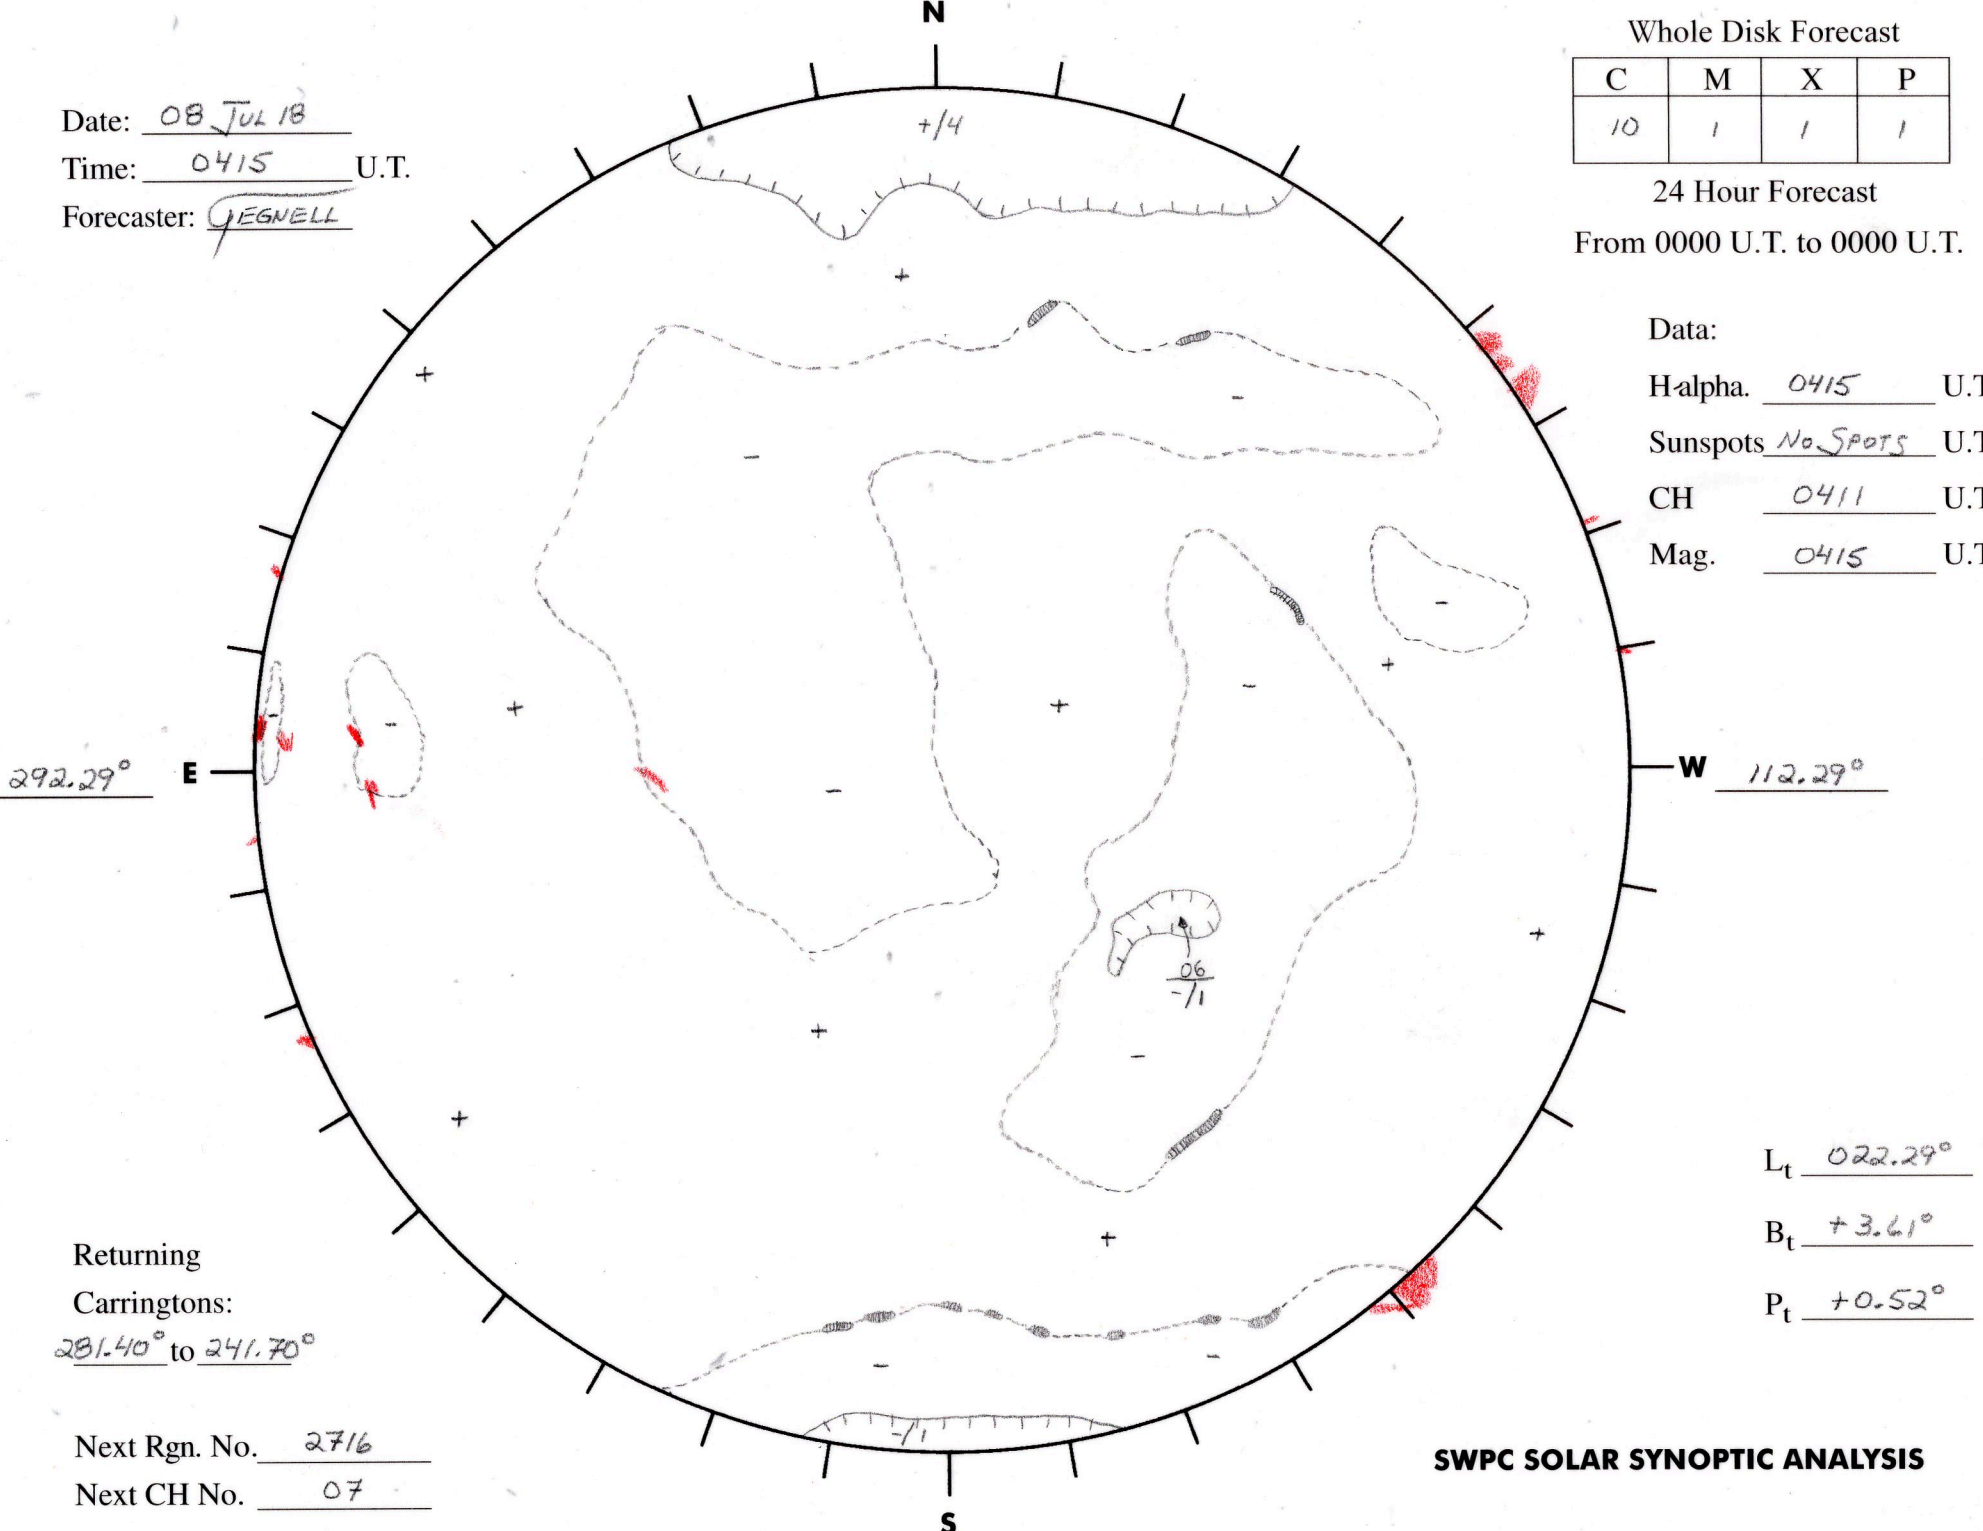 N
Whole Disk Forecast
C M X P
10 1 1 1
24 Hour Forecast
From 0000 U.T. to 0000 U.T.
Date: 08 JUL 18
Time: 0415 U.T.
Forecaster: GEGNELL
+/4
+
+
-
-
Data:
H-alpha. 0415 U.T
Sunspots No SPOTS U.T
CH 0411 U.T
Mag. 0415 U.T
-
+
-
-
-
+
+
-
292.29° E
W 112.29°
-
+
06
-/1
+
-
+
+
Lt 022.29°
Bt +3.61°
Pt +0.52°
Returning
Carringtons:
281.40° to 241.70°
-
-
-/1
Next Rgn. No. 2716
Next CH No. 07
SWPC SOLAR SYNOPTIC ANALYSIS
S